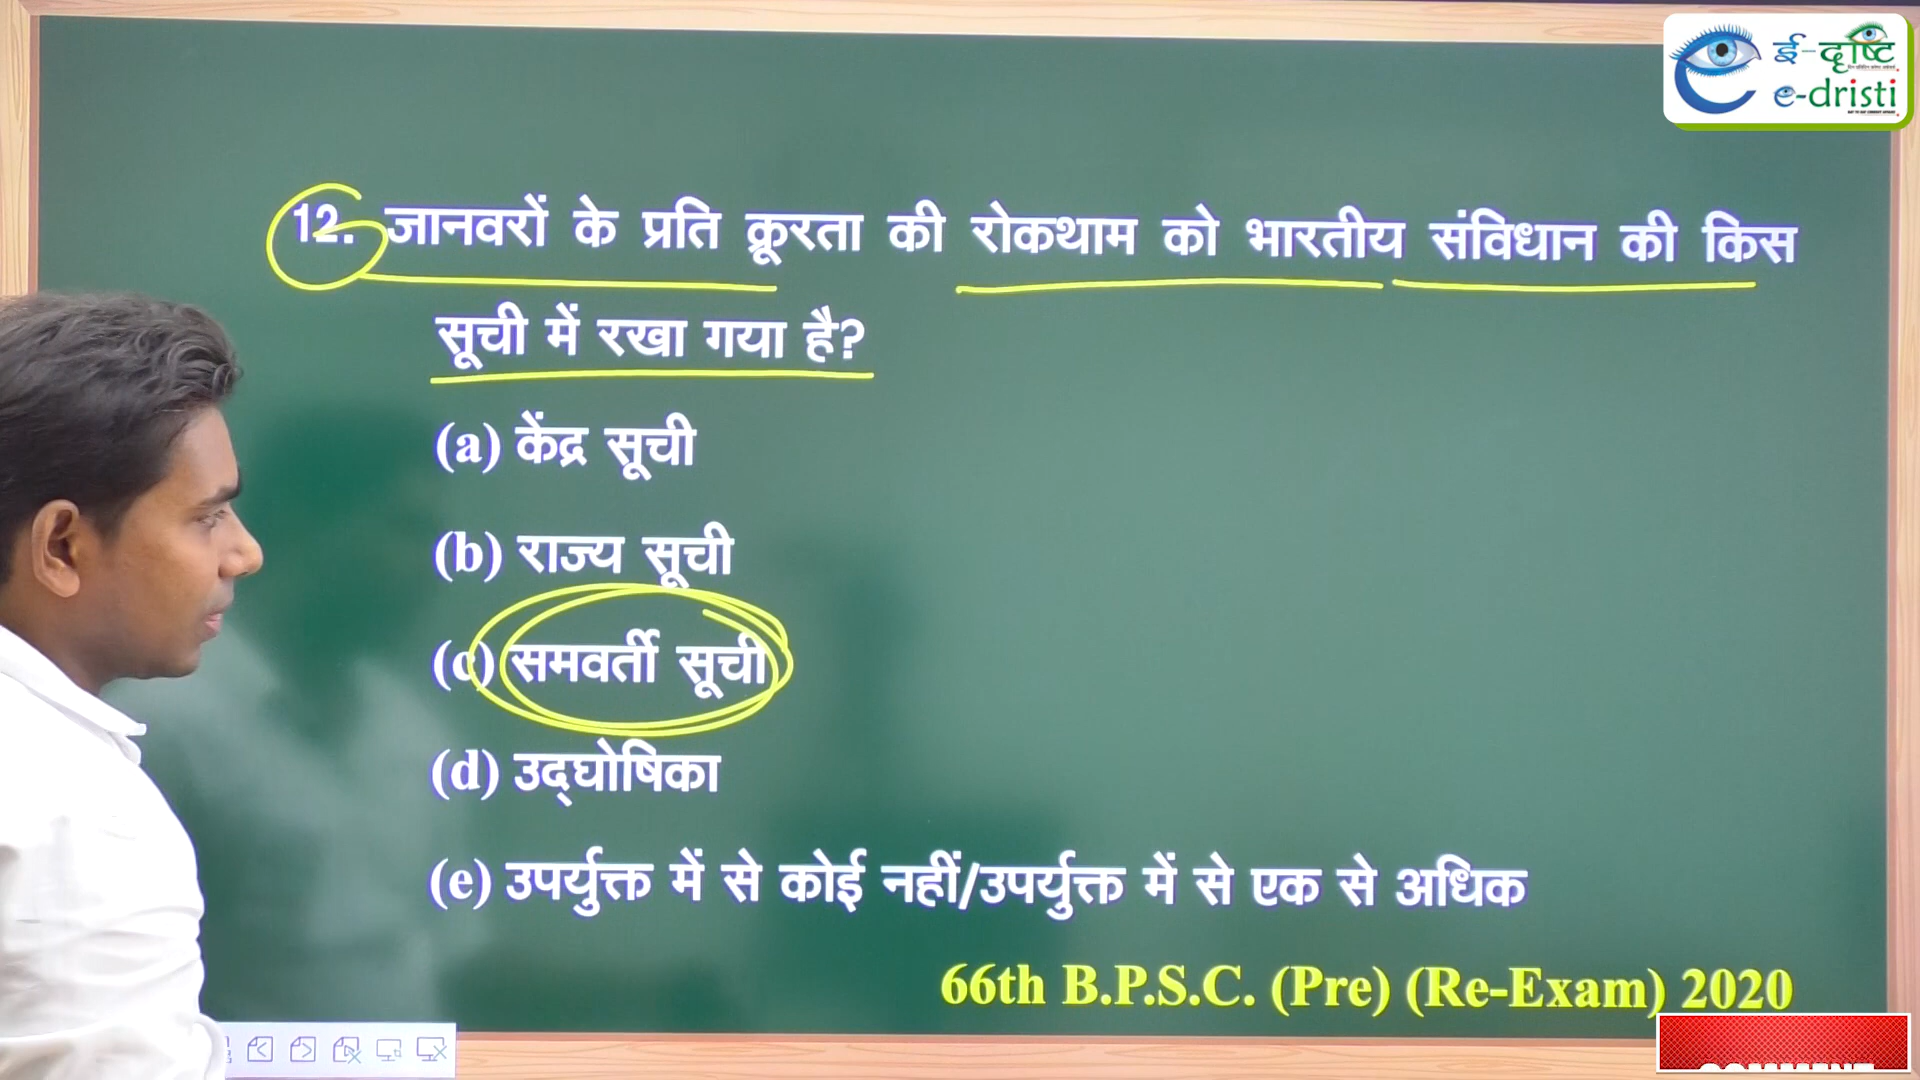 ई-दृष्टि
e-dristi
12. जानवरों के प्रति क्रूरता की रोकथाम को भारतीय संविधान की किस
सूची में रखा गया है?
(a) केंद्र सूची
(b) राज्य सूची
(c) समवर्ती सूची
(d) उद्घोषिका
(e) उपर्युक्त में से कोई नहीं/उपर्युक्त में से एक से अधिक
66th B.P.S.C. (Pre) (Re-Exam) 2020